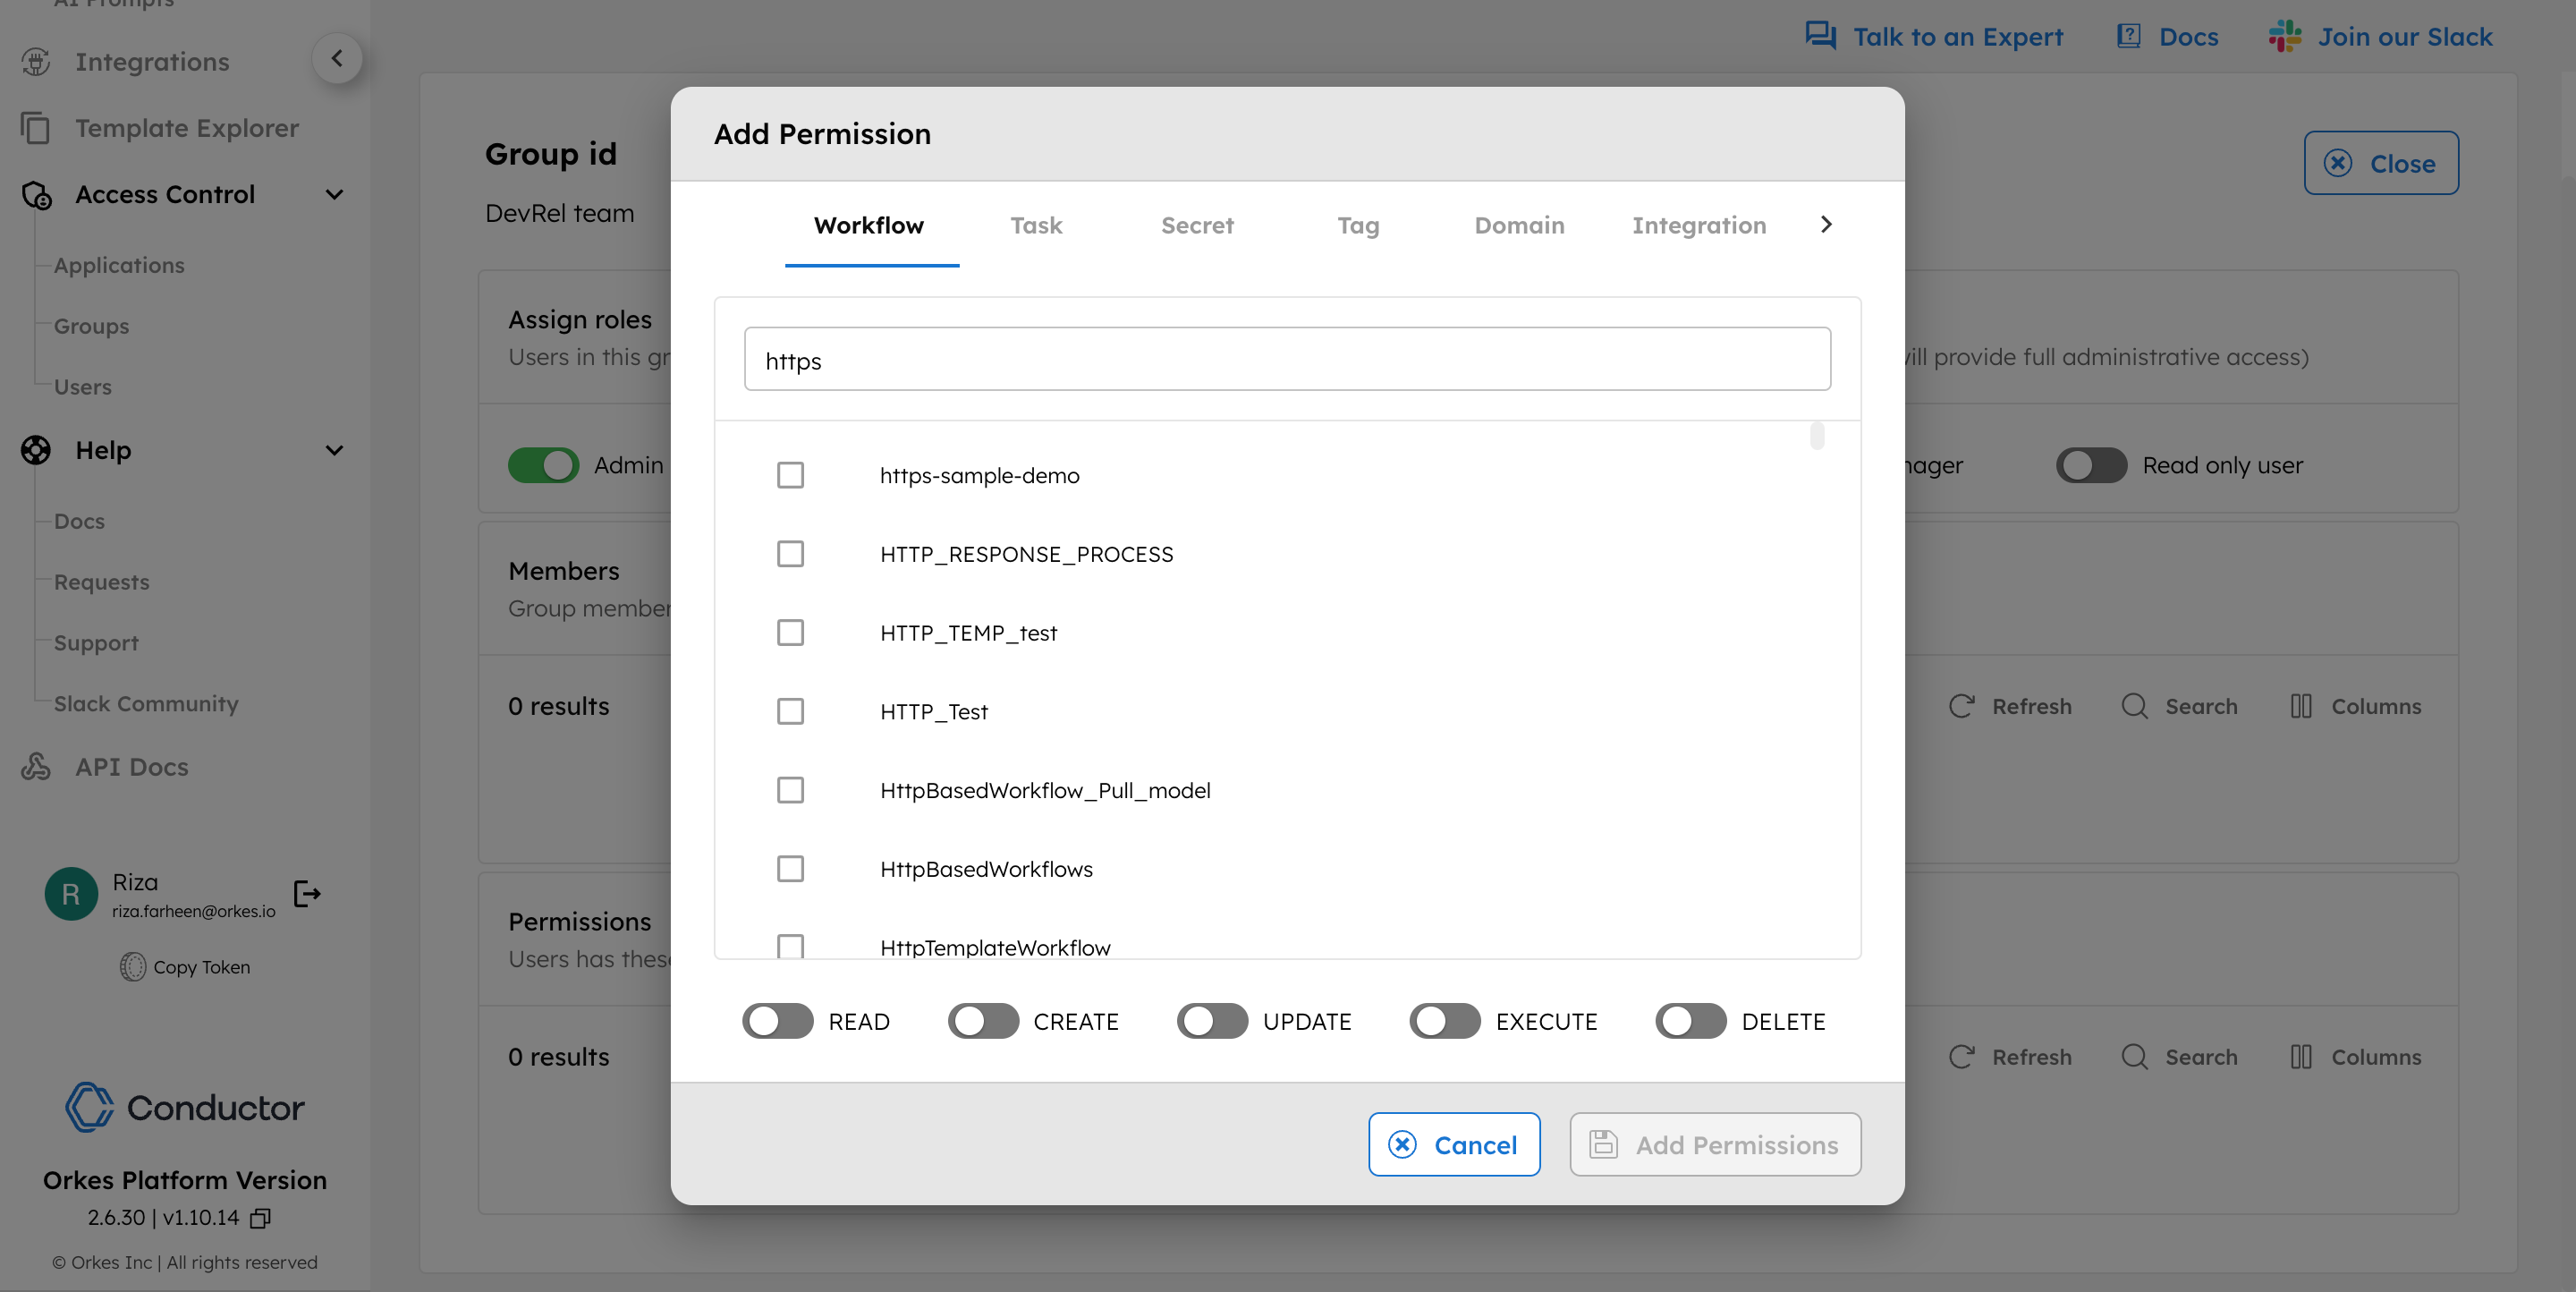 AI Prompts
Integrations
Template Explorer
Access Control
Applications
Groups
Users
Help
Docs
Requests
Support
Slack Community
API Docs
R
Riza
riza.farheen@orkes.io
Copy Token
Conductor
Orkes Platform Version
2.6.30 | v1.10.14
© Orkes Inc | All rights reserved
Talk to an Expert
Docs
Join our Slack
Group id
DevRel team
Close
Assign roles
Users in this gr
will provide full administrative access)
Admin
nager
Read only user
Members
Group member
0 results
Refresh
Search
Columns
Permissions
Users has these
0 results
Refresh
Search
Columns
Add Permission
Workflow
Task
Secret
Tag
Domain
Integration
https
https-sample-demo
HTTP_RESPONSE_PROCESS
HTTP_TEMP_test
HTTP_Test
HttpBasedWorkflow_Pull_model
HttpBasedWorkflows
HttpTemplateWorkflow
READ
CREATE
UPDATE
EXECUTE
DELETE
Cancel
Add Permissions